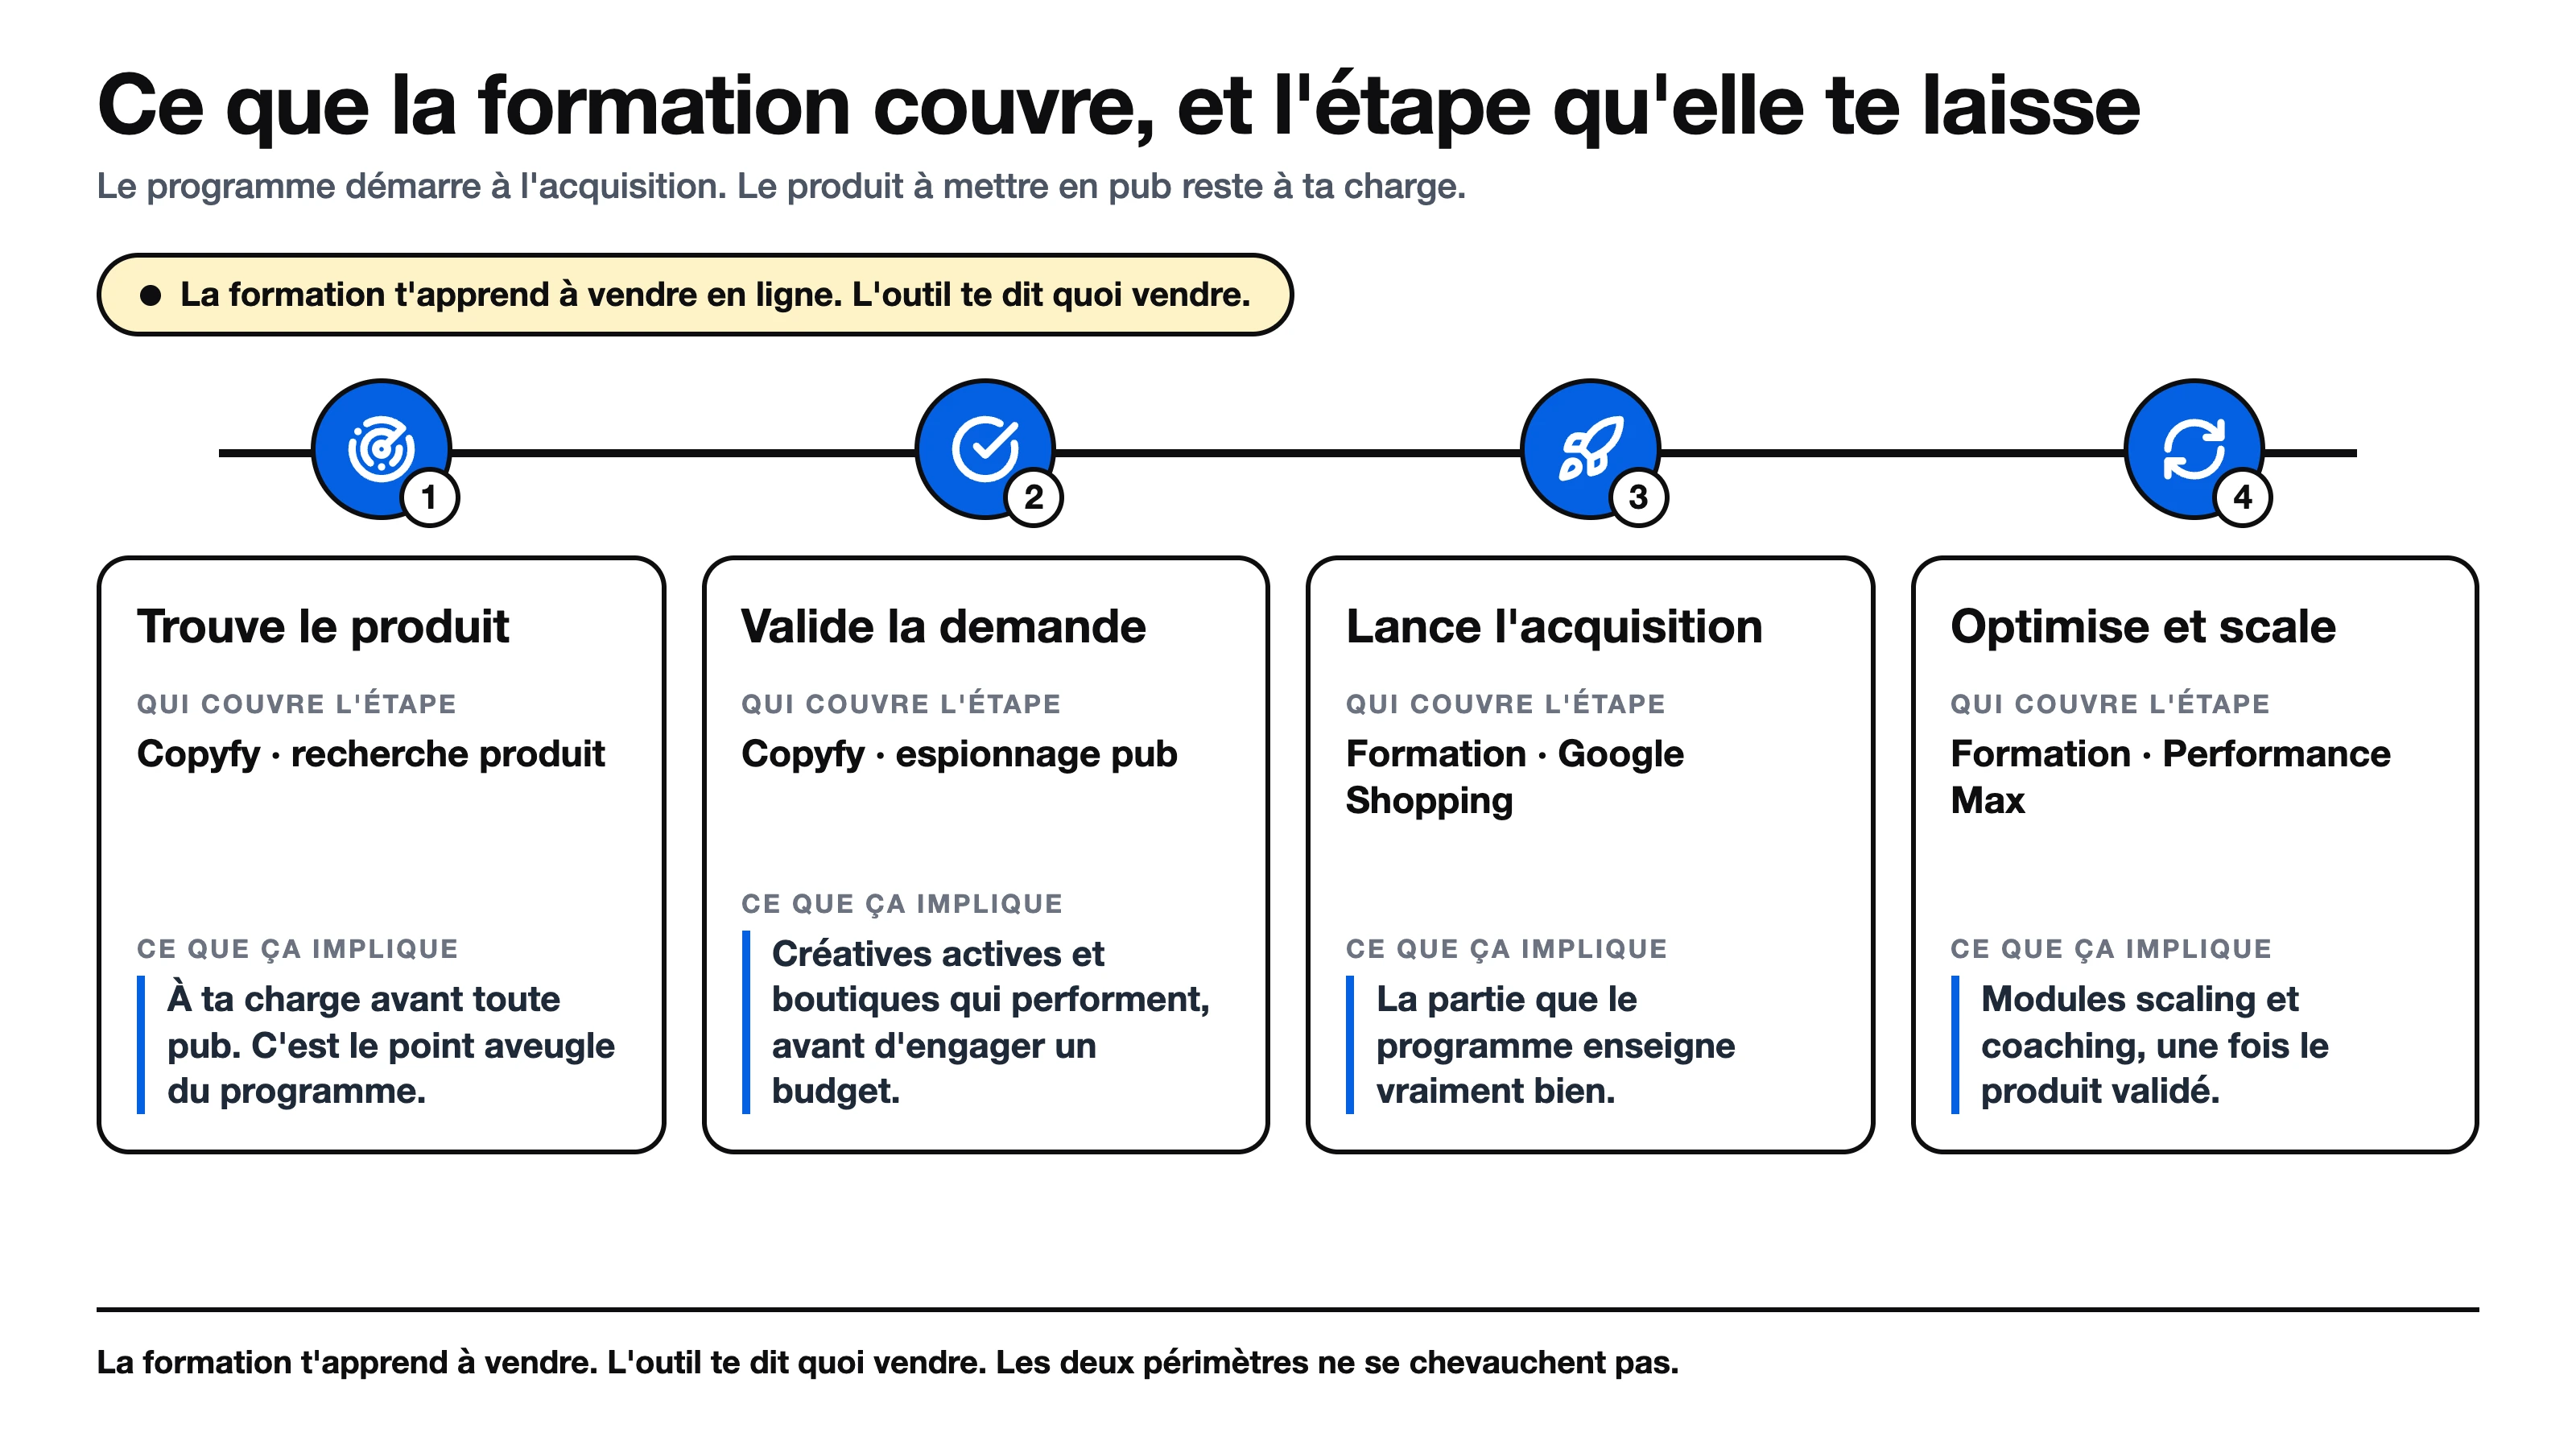 Ce que la formation couvre, et l'étape qu'elle te laisse
Le programme démarre à l'acquisition. Le produit à mettre en pub reste à ta charge.
● La formation t'apprend à vendre en ligne. L'outil te dit quoi vendre.
1
2
3
4
Trouve le produit
QUI COUVRE L'ÉTAPE
Copyfy · recherche produit
CE QUE ÇA IMPLIQUE
À ta charge avant toute
pub. C'est le point aveugle
du programme.
Valide la demande
QUI COUVRE L'ÉTAPE
Copyfy · espionnage pub
CE QUE ÇA IMPLIQUE
Créatives actives et
boutiques qui performent,
avant d'engager un
budget.
Lance l'acquisition
QUI COUVRE L'ÉTAPE
Formation · Google
Shopping
CE QUE ÇA IMPLIQUE
La partie que le
programme enseigne
vraiment bien.
Optimise et scale
QUI COUVRE L'ÉTAPE
Formation · Performance
Max
CE QUE ÇA IMPLIQUE
Modules scaling et
coaching, une fois le
produit validé.
La formation t'apprend à vendre. L'outil te dit quoi vendre. Les deux périmètres ne se chevauchent pas.